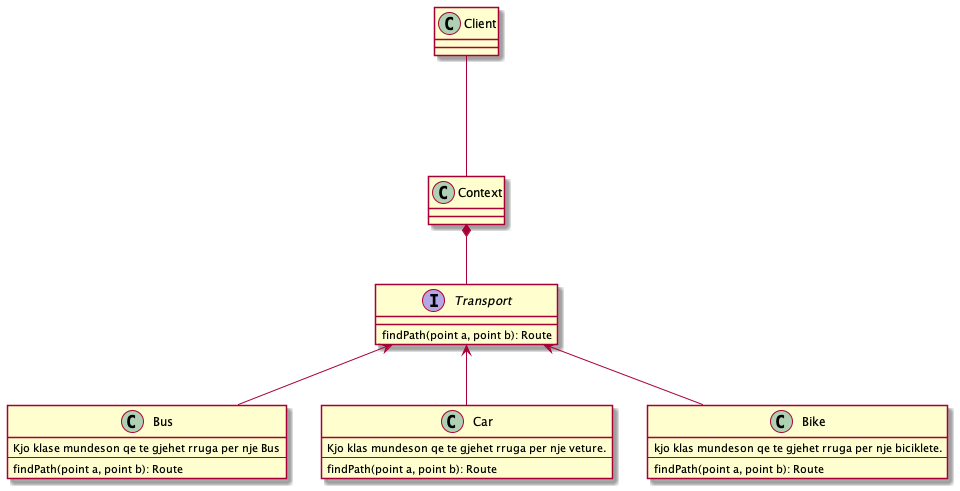 C Client
C Context
I Transport
findPath(point a, point b): Route
C Bus
Kjo klase mundeson qe te gjehet rruga per nje Bus
findPath(point a, point b): Route
C Car
Kjo klas mundeson qe te gjehet rruga per nje veture.
findPath(point a, point b): Route
C Bike
kjo klas mundeson qe te gjehet rruga per nje biciklete.
findPath(point a, point b): Route